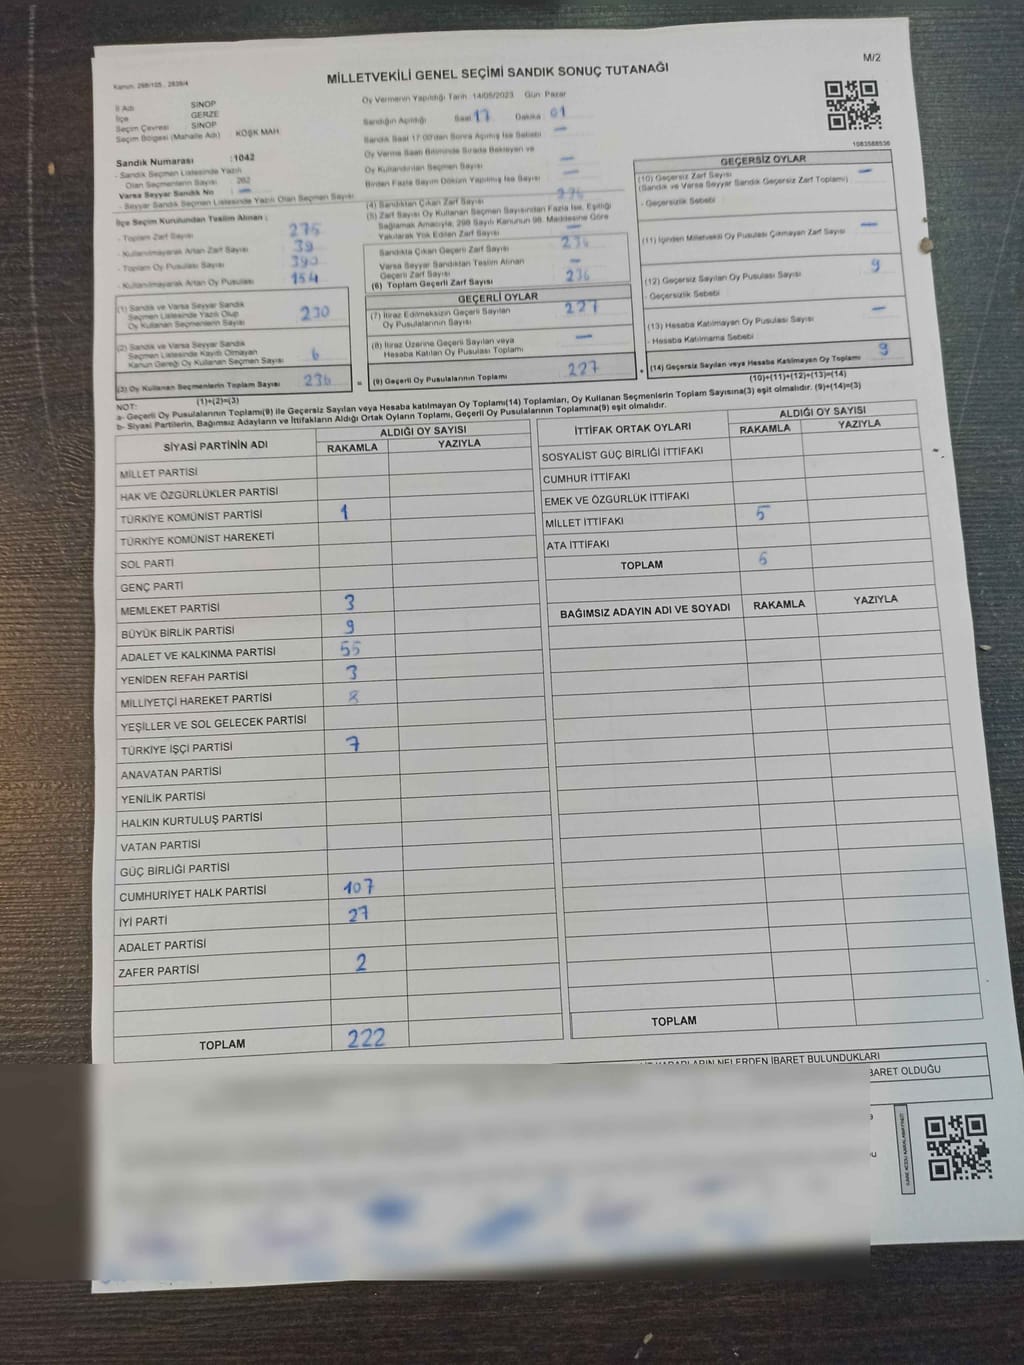 M/2
Kanun: 298/105, 2839/4
MİLLETVEKİLİ GENEL SEÇİMİ SANDIK SONUÇ TUTANAĞI
İl Adı SİNOP
İlçe GERZE
Seçim Çevresi SİNOP
Seçim Bölgesi (Mahalle Adı) KÖŞK MAH.
Sandık Numarası :1042
- Sandık Seçmen Listesinde Yazılı
Olan Seçmenlerin Sayısı : 262
Varsa Seyyar Sandık No : —
- Seyyar Sandık Seçmen Listesinde Yazılı Olan Seçmen Sayısı
İlçe Seçim Kurulundan Teslim Alınan :
- Toplam Zarf Sayısı 275
- Kullanılmayarak Artan Zarf Sayısı 39
- Toplam Oy Pusulası Sayısı 390
- Kullanılmayarak Artan Oy Pusulası 154
(1) Sandık ve Varsa Seyyar Sandık
Seçmen Listesinde Yazılı Olup
Oy Kullanan Seçmenlerin Sayısı 230
(2) Sandık ve Varsa Seyyar Sandık
Seçmen Listesinde Kayıtlı Olmayan
Kanun Gereği Oy Kullanan Seçmen Sayısı 6
(3) Oy Kullanan Seçmenlerin Toplam Sayısı 236
(1)+(2)=(3)
Oy Vermenin Yapıldığı Tarih : 14/05/2023 Gün : Pazar
Sandığın Açıldığı Saat 17 Dakika 01
Sandık Saat 17:00'den Sonra Açılmış İse Sebebi —
Oy Verme Saati Bitiminde Sırada Bekleyen ve
Oy Kullandırılan Seçmen Sayısı —
Birden Fazla Sayım Döküm Yapılmış İse Sayısı —
(4) Sandıktan Çıkan Zarf Sayısı 236
(5) Zarf Sayısı Oy Kullanan Seçmen Sayısından Fazla İse, Eşitliği
Sağlamak Amacıyla, 298 Sayılı Kanunun 98. Maddesine Göre
Yakılarak Yok Edilen Zarf Sayısı —
Sandıkta Çıkan Geçerli Zarf Sayısı 236
Varsa Seyyar Sandıktan Teslim Alınan
Geçerli Zarf Sayısı —
(6) Toplam Geçerli Zarf Sayısı 236
GEÇERLİ OYLAR
(7) İtiraz Edilmeksizin Geçerli Sayılan
Oy Pusulalarının Sayısı 227
(8) İtiraz Üzerine Geçerli Sayılan veya
Hesaba Katılan Oy Pusulası Toplamı —
= (9) Geçerli Oy Pusulalarının Toplamı 227
1083588536
GEÇERSİZ OYLAR
(10) Geçersiz Zarf Sayısı
(Sandık ve Varsa Seyyar Sandık Geçersiz Zarf Toplamı) —
- Geçersizlik Sebebi :
(11) İçinden Milletvekili Oy Pusulası Çıkmayan Zarf Sayısı —
(12) Geçersiz Sayılan Oy Pusulası Sayısı 9
- Geçersizlik Sebebi :
(13) Hesaba Katılmayan Oy Pusulası Sayısı —
- Hesaba Katılmama Sebebi :
+ (14) Geçersiz Sayılan veya Hesaba Katılmayan Oy Toplamı 9
(10)+(11)+(12)+(13)=(14)
NOT:
a- Geçerli Oy Pusulalarının Toplamı(9) ile Geçersiz Sayılan veya Hesaba katılmayan Oy Toplamı(14) Toplamları, Oy Kullanan Seçmenlerin Toplam Sayısına(3) eşit olmalıdır. (9)+(14)=(3)
b- Siyasi Partilerin, Bağımsız Adayların ve İttifakların Aldığı Ortak Oyların Toplamı, Geçerli Oy Pusulalarının Toplamına(9) eşit olmalıdır.
SİYASİ PARTİNİN ADI ALDIĞI OY SAYISI
RAKAMLA YAZIYLA
MİLLET PARTİSİ
HAK VE ÖZGÜRLÜKLER PARTİSİ
TÜRKİYE KOMÜNİST PARTİSİ 1
TÜRKİYE KOMÜNİST HAREKETİ
SOL PARTİ
GENÇ PARTİ
MEMLEKET PARTİSİ 3
BÜYÜK BİRLİK PARTİSİ 9
ADALET VE KALKINMA PARTİSİ 55
YENİDEN REFAH PARTİSİ 3
MİLLİYETÇİ HAREKET PARTİSİ 8
YEŞİLLER VE SOL GELECEK PARTİSİ
TÜRKİYE İŞÇİ PARTİSİ 7
ANAVATAN PARTİSİ
YENİLİK PARTİSİ
HALKIN KURTULUŞ PARTİSİ
VATAN PARTİSİ
GÜÇ BİRLİĞİ PARTİSİ
CUMHURİYET HALK PARTİSİ 107
İYİ PARTİ 27
ADALET PARTİSİ
ZAFER PARTİSİ 2
TOPLAM 222
İTTİFAK ORTAK OYLARI ALDIĞI OY SAYISI
RAKAMLA YAZIYLA
SOSYALİST GÜÇ BİRLİĞİ İTTİFAKI
CUMHUR İTTİFAKI
EMEK VE ÖZGÜRLÜK İTTİFAKI
MİLLET İTTİFAKI 5
ATA İTTİFAKI
TOPLAM 5
BAĞIMSIZ ADAYIN ADI VE SOYADI RAKAMLA YAZIYLA
TOPLAM
KARARLARIN NELERDEN İBARET BULUNDUKLARI
BARET OLDUĞU